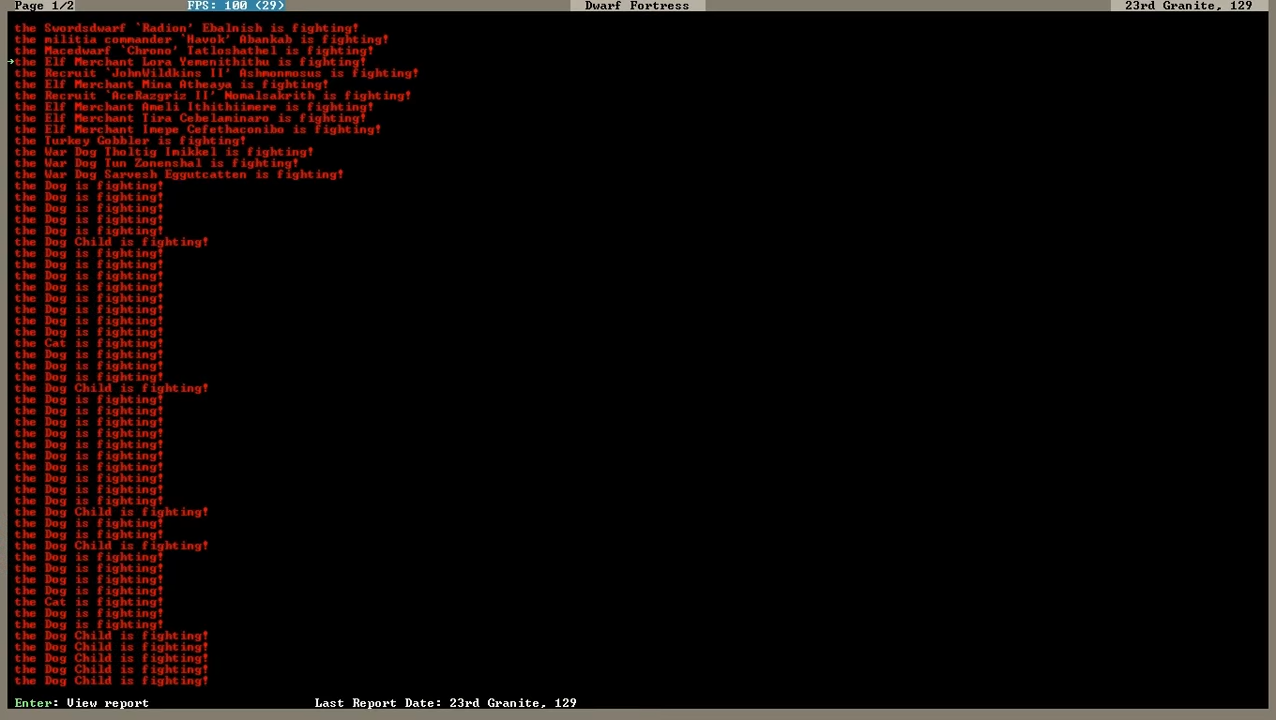 Page 1/2 FPS: 100 (29) Dwarf Fortress 23rd Granite, 129
the Swordsdwarf `Radion' Ebalnish is fighting!
the militia commander `Havok' Abankab is fighting!
the Macedwarf `Chrono' Tatloshathel is fighting!
→the Elf Merchant Lora Yemenithithu is fighting!
the Recruit `JohnWildkins II' Ashmonmosus is fighting!
the Elf Merchant Mina Atheaya is fighting!
the Recruit `AceRazgriz II' Nomalsakrith is fighting!
the Elf Merchant Ameli Ithithiimere is fighting!
the Elf Merchant Tira Cebelaminaro is fighting!
the Elf Merchant Imepe Cefethaconibo is fighting!
the Turkey Gobbler is fighting!
the War Dog Tholtig Imikkel is fighting!
the War Dog Tun Zonenshal is fighting!
the War Dog Sarvesh Eggutcatten is fighting!
the Dog is fighting!
the Dog is fighting!
the Dog is fighting!
the Dog is fighting!
the Dog is fighting!
the Dog Child is fighting!
the Dog is fighting!
the Dog is fighting!
the Dog is fighting!
the Dog is fighting!
the Dog is fighting!
the Dog is fighting!
the Dog is fighting!
the Dog is fighting!
the Cat is fighting!
the Dog is fighting!
the Dog is fighting!
the Dog is fighting!
the Dog Child is fighting!
the Dog is fighting!
the Dog is fighting!
the Dog is fighting!
the Dog is fighting!
the Dog is fighting!
the Dog is fighting!
the Dog is fighting!
the Dog is fighting!
the Dog is fighting!
the Dog is fighting!
the Dog Child is fighting!
the Dog is fighting!
the Dog is fighting!
the Dog Child is fighting!
the Dog is fighting!
the Dog is fighting!
the Dog is fighting!
the Dog is fighting!
the Cat is fighting!
the Dog is fighting!
the Dog is fighting!
the Dog Child is fighting!
the Dog Child is fighting!
the Dog Child is fighting!
the Dog Child is fighting!
the Dog Child is fighting!
Enter: View report Last Report Date: 23rd Granite, 129